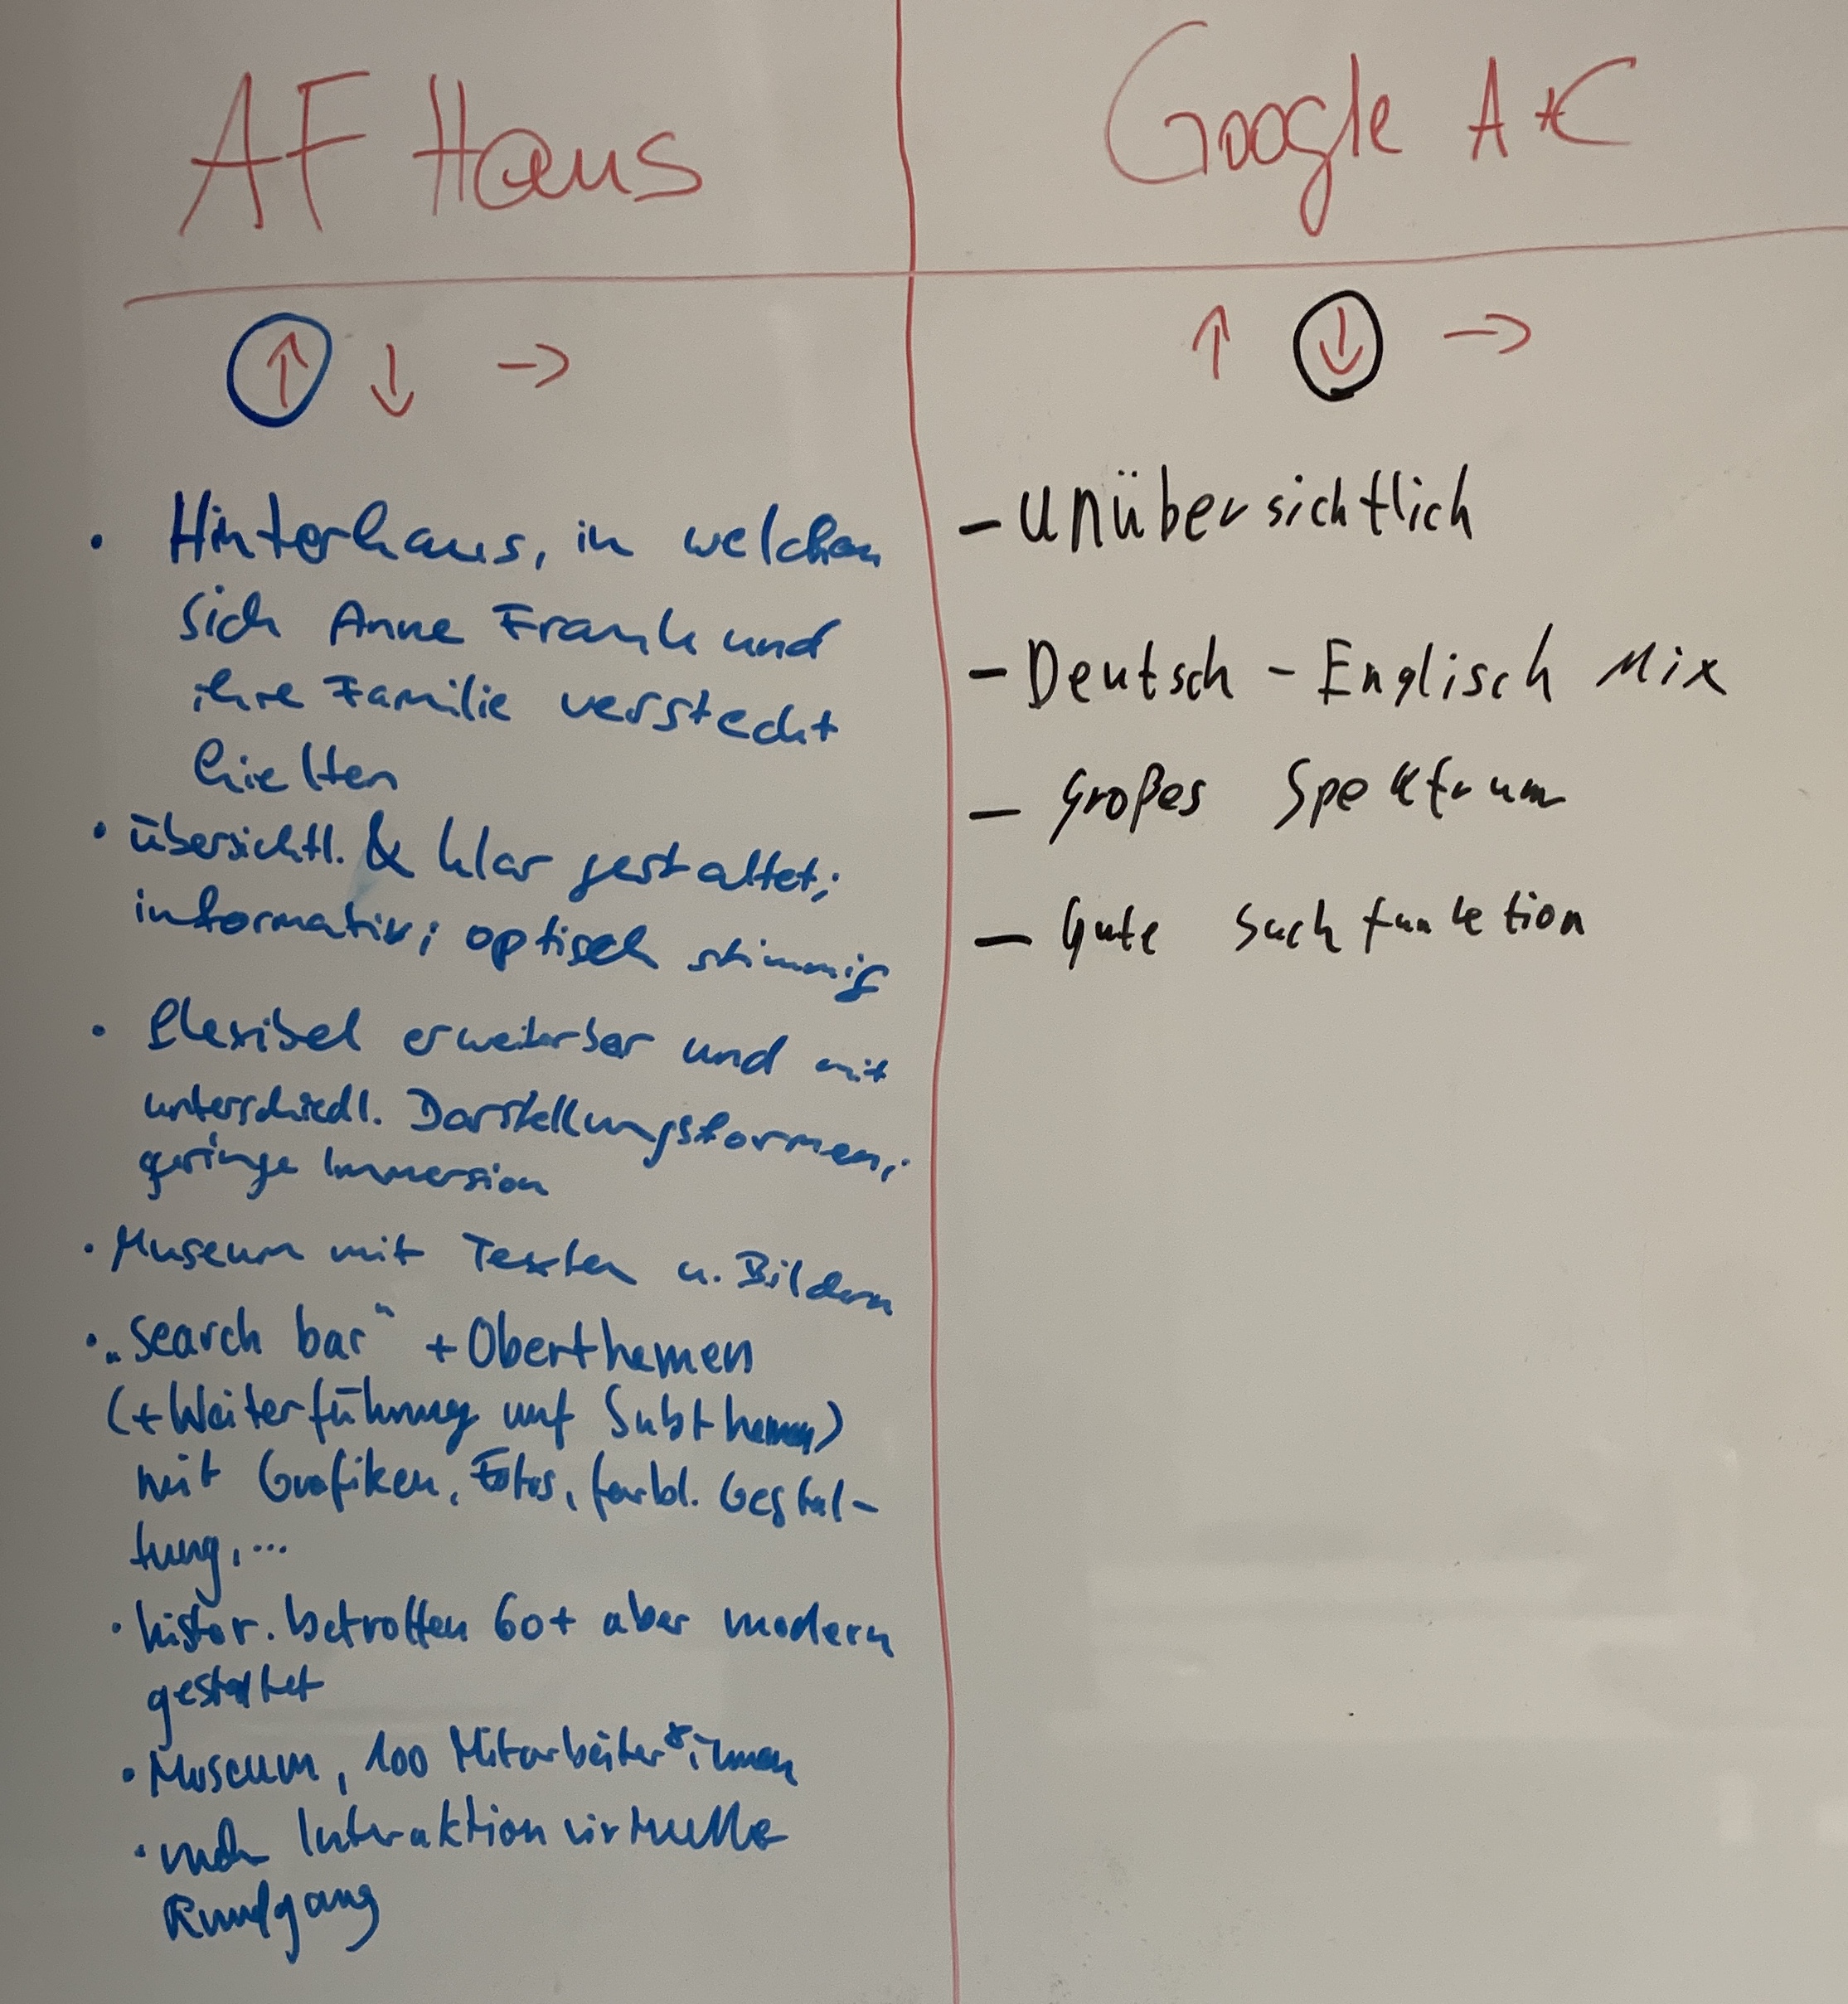 AF Haus
↑ ↓ →
• Hinterhaus, in welchem
sich Anne Frank und
ihre Familie versteckt
hielten
• übersichtl. & klar gestaltet;
informativ; optisch stimmig
• flexibel erweiterbar und mit
unterschiedl. Darstellungsformen;
geringe Immersion
• Museum mit Texten u. Bildern
• „search bar“ + Oberthemen
(+ Weiterführung auf Subthemen)
mit Grafiken, Fotos, farbl. Gestal-
tung, ...
• histor. betroffen 60+ aber modern
gestaltet
• Museum, 100 Mitarbeiter*innen
• Interaktion virtuelle
Rundgang
Google A+C
↑ ↓ →
- unübersichtlich
- Deutsch - Englisch Mix
- Großes Spektrum
- Gute Suchfunktion